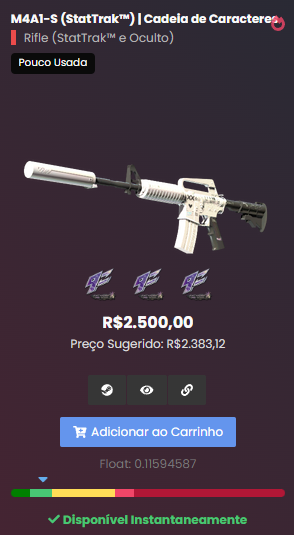 M4A1-S (StatTrak™) | Cadeia de Caracteres
Rifle (StatTrak™ e Oculto)
Pouco Usada
R$2.500,00
Preço Sugerido: R$2.383,12
Adicionar ao Carrinho
Float: 0.11594587
Disponível Instantaneamente